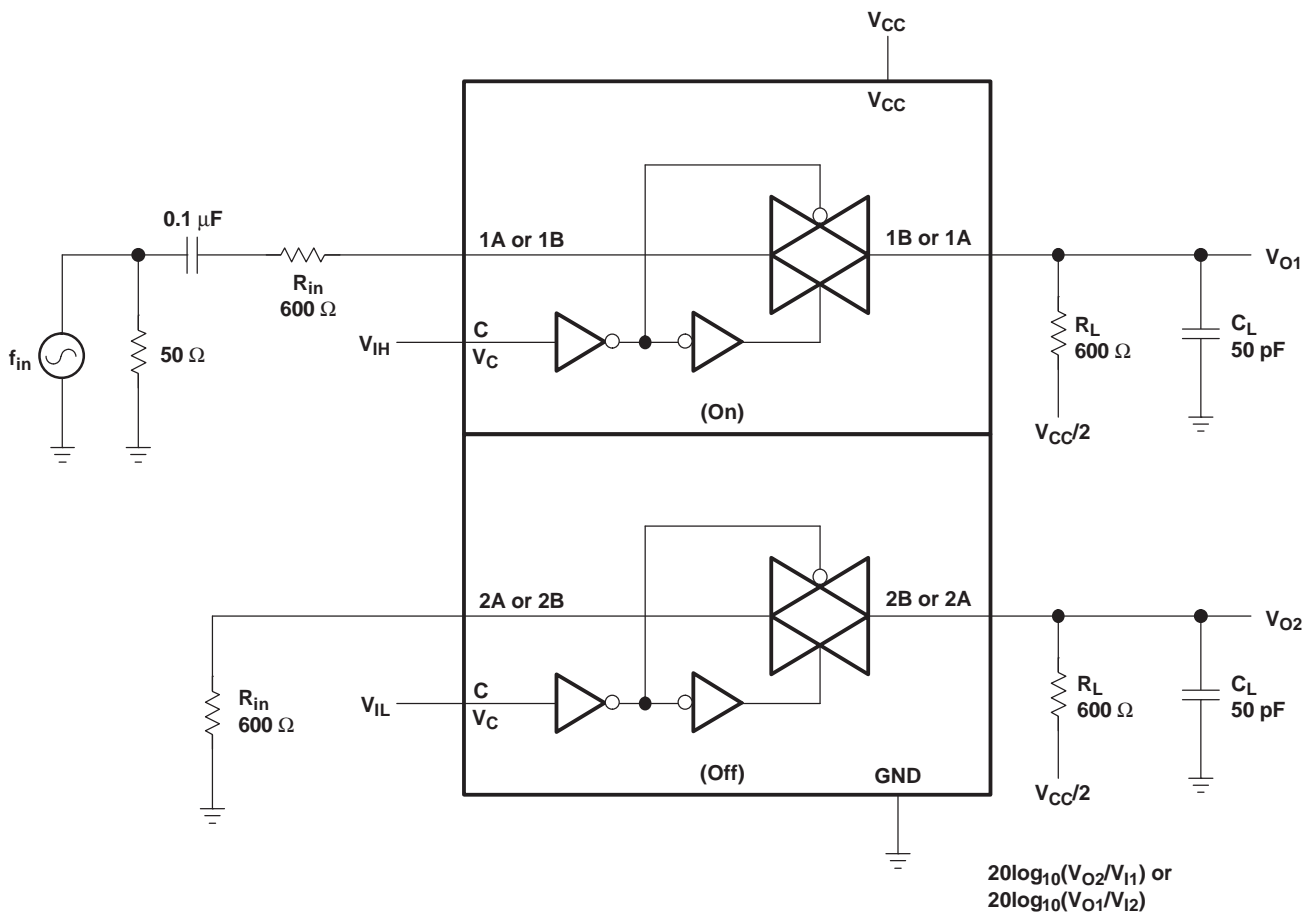 VCC
VCC
0.1 μF
1A or 1B
1B or 1A
VO1
Rin
600 Ω
fin
50 Ω
VIH
C
VC
RL
600 Ω
CL
50 pF
(On)
VCC/2
2A or 2B
2B or 2A
VO2
Rin
600 Ω
VIL
C
VC
RL
600 Ω
CL
50 pF
(Off)
GND
VCC/2
20log10(VO2/VI1) or
20log10(VO1/VI2)